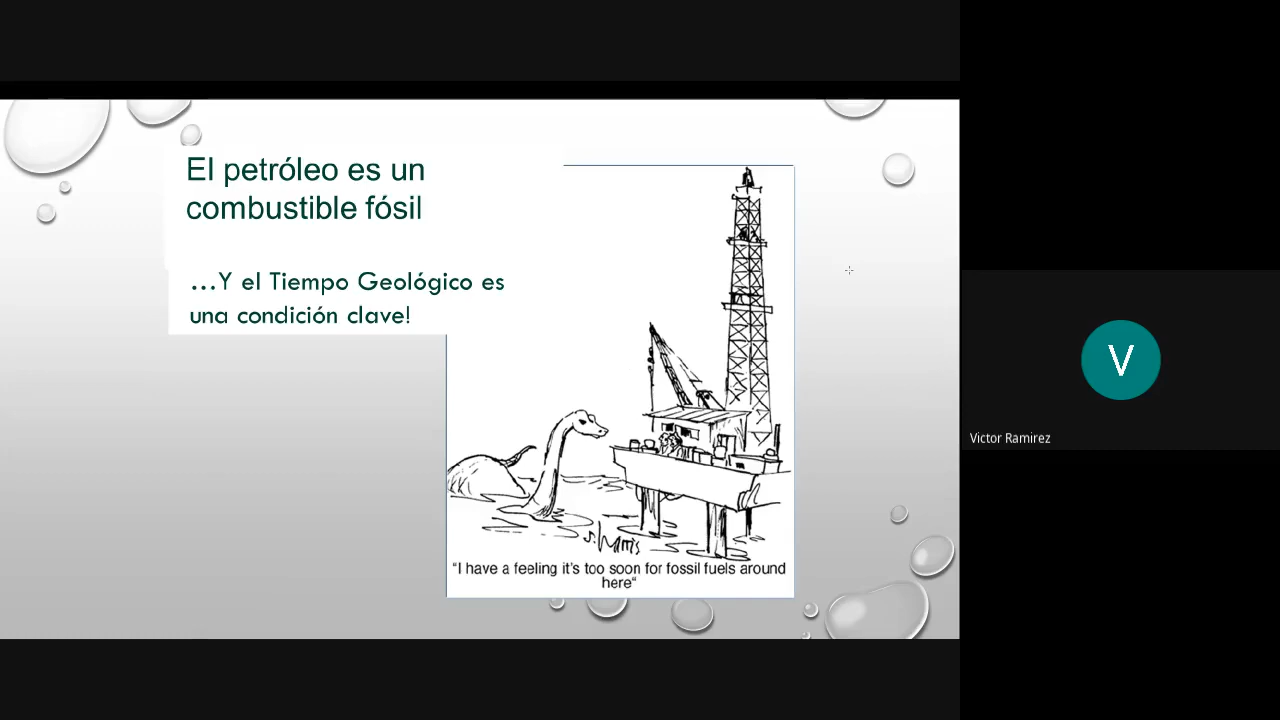 El petróleo es un
combustible fósil
...Y el Tiempo Geológico es
una condición clave!
S. Harris
"I have a feeling it's too soon for fossil fuels around
here"
V
Victor Ramirez